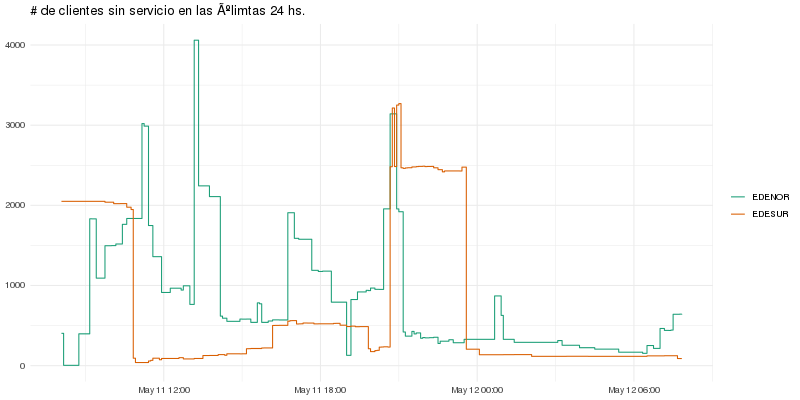 # de clientes sin servicio en las Ãºlimtas 24 hs.
4000
3000
2000
1000
0
May 11 12:00
May 11 18:00
May 12 00:00
May 12 06:00
EDENOR
EDESUR